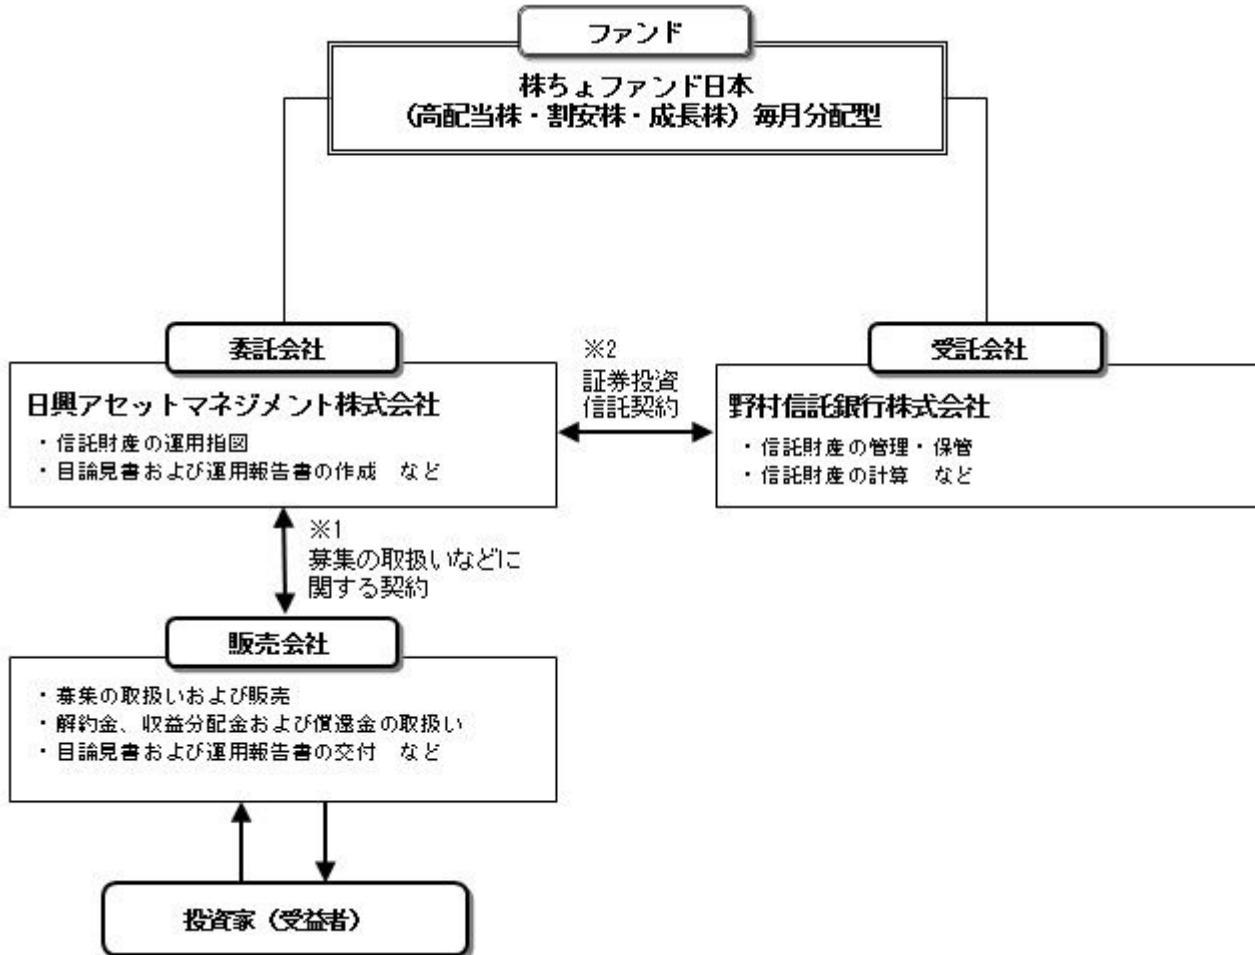 ファンド
株ちょファンド日本
（高配当株・割安株・成長株）毎月分配型
委託会社
日興アセットマネジメント株式会社
・信託財産の運用指図
・目論見書および運用報告書の作成　など
※2
証券投資
信託契約
受託会社
野村信託銀行株式会社
・信託財産の管理・保管
・信託財産の計算　など
※1
募集の取扱いなどに
関する契約
販売会社
・募集の取扱いおよび販売
・解約金、収益分配金および償還金の取扱い
・目論見書および運用報告書の交付　など
投資家（受益者）